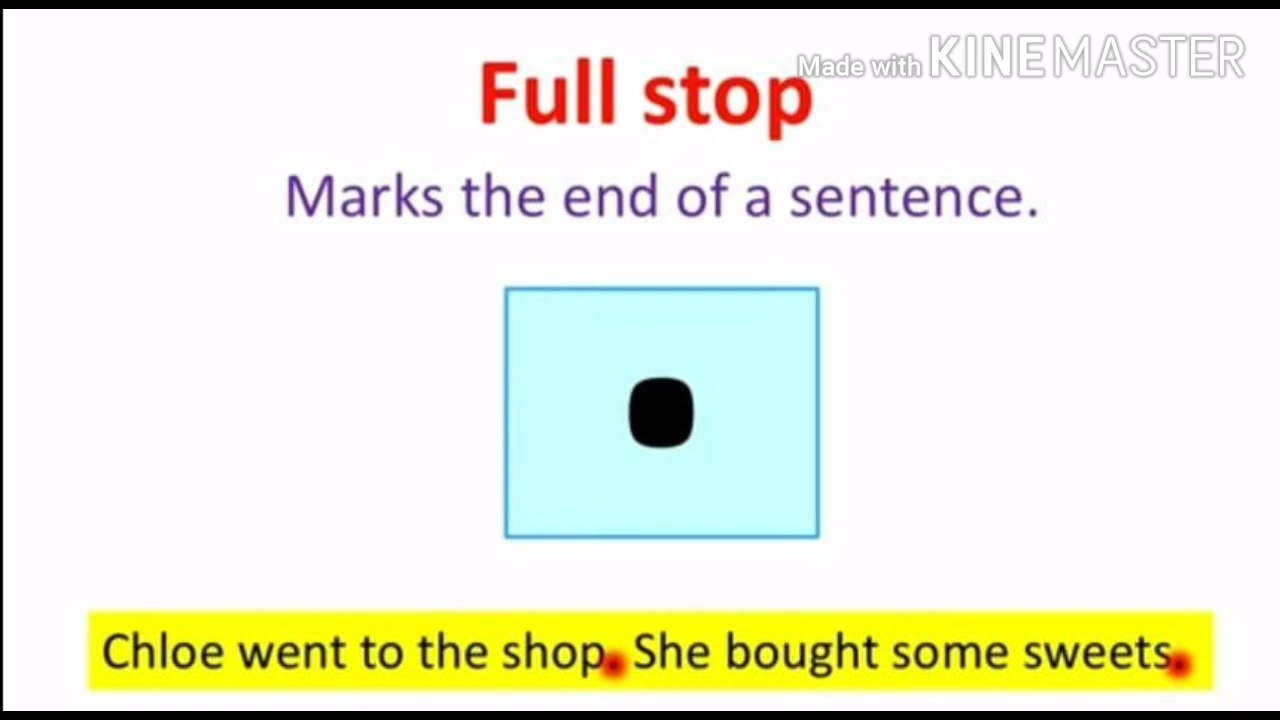 Made with KINEMASTER
Full stop
Marks the end of a sentence.
Chloe went to the shop. She bought some sweets.